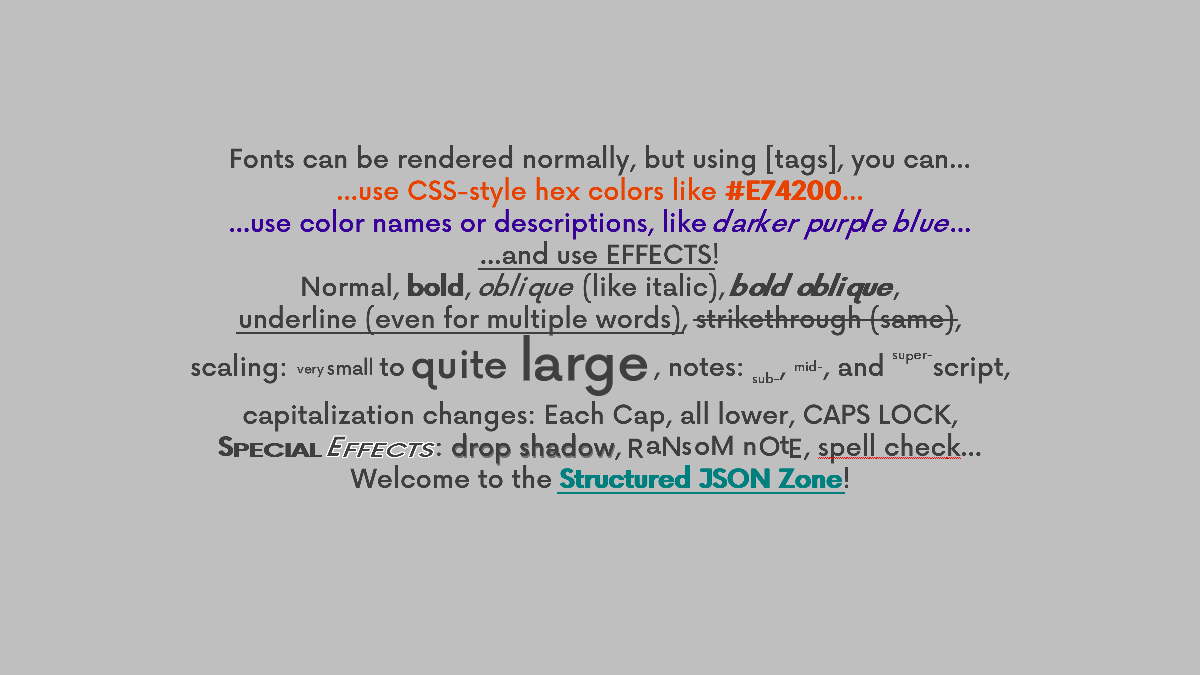 Fonts can be rendered normally, but using [tags], you can...
...use CSS-style hex colors like #E74200...
...use color names or descriptions, like darker purple blue...
...and use EFFECTS!
Normal, bold, oblique (like italic), bold oblique,
underline (even for multiple words), strikethrough (same),
scaling: very small to quite large, notes: sub-, mid-, and super-script,
capitalization changes: Each Cap, all lower, CAPS LOCK,
SPECIAL EFFECTS: drop shadow, RaNsoM nOtE, spell check...
Welcome to the Structured JSON Zone!